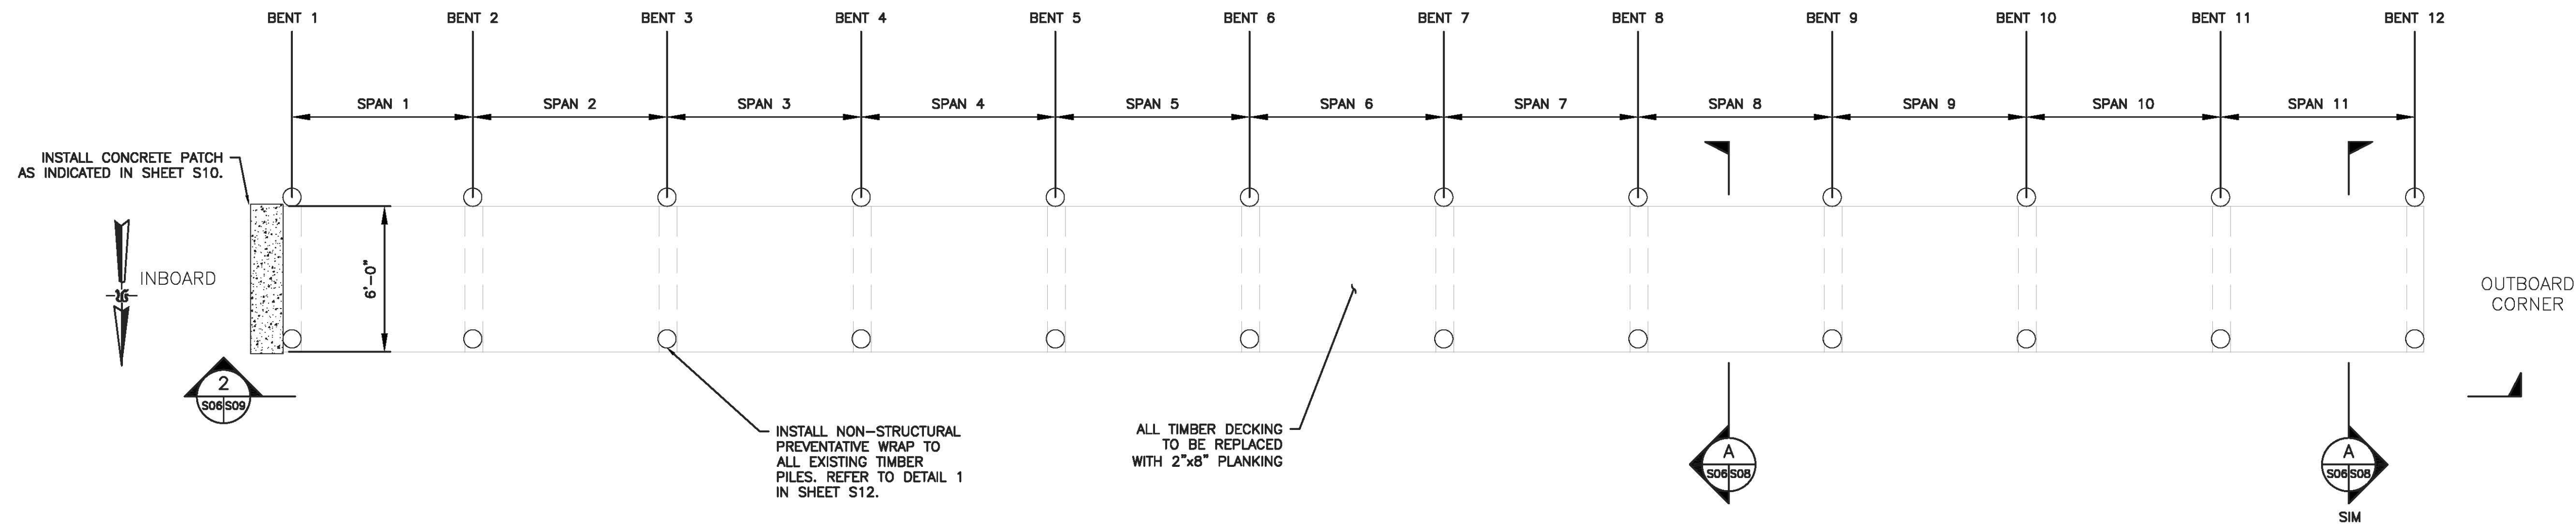 BENT 1
BENT 2
BENT 3
BENT 4
BENT 5
BENT 6
BENT 7
BENT 8
BENT 9
BENT 10
BENT 11
BENT 12
SPAN 1
SPAN 2
SPAN 3
SPAN 4
SPAN 5
SPAN 6
SPAN 7
SPAN 8
SPAN 9
SPAN 10
SPAN 11
INSTALL CONCRETE PATCH
AS INDICATED IN SHEET S10.
INBOARD
6'-0"
OUTBOARD
CORNER
2
S06 S09
INSTALL NON-STRUCTURAL
PREVENTATIVE WRAP TO
ALL EXISTING TIMBER
PILES. REFER TO DETAIL 1
IN SHEET S12.
ALL TIMBER DECKING
TO BE REPLACED
WITH 2"x8" PLANKING
A
S06 S08
A
S06 S08
SIM